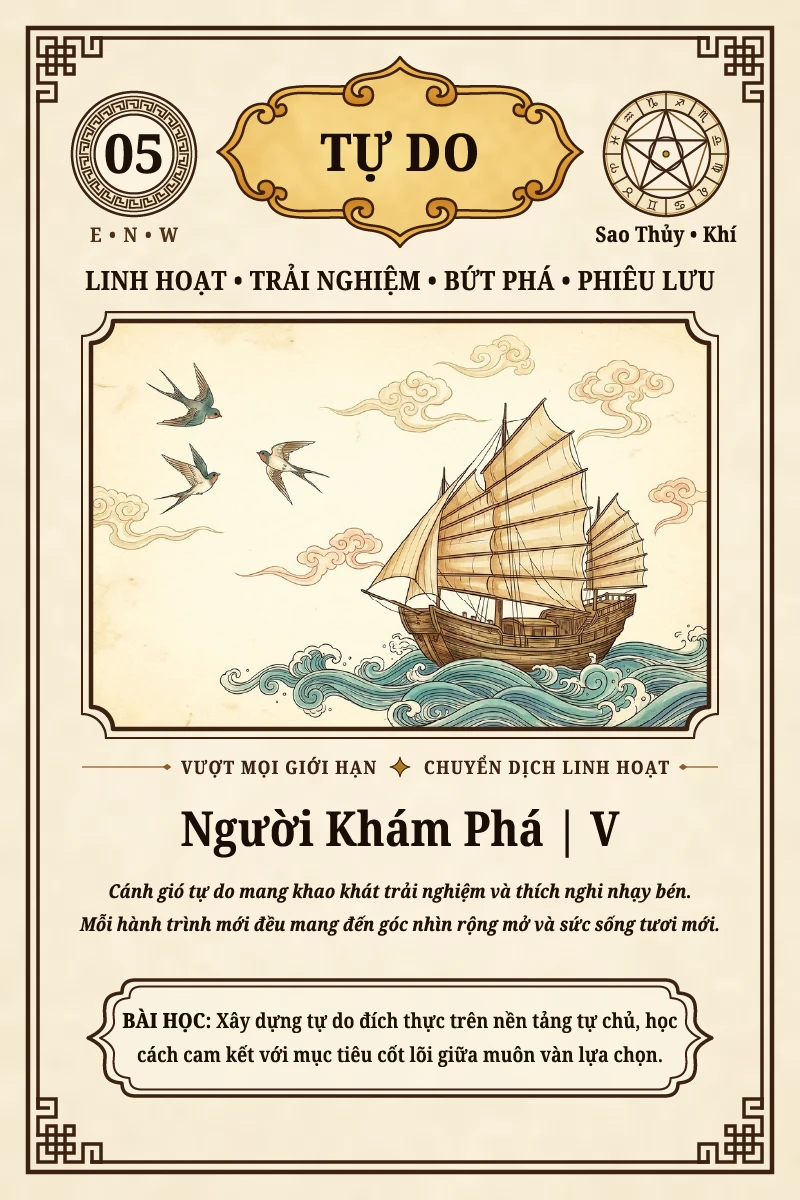 05
TỰ DO
E • N • W
Sao Thủy • Khí
LINH HOẠT • TRẢI NGHIỆM • BỨT PHÁ • PHIÊU LƯU
VƯỢT MỌI GIỚI HẠN
CHUYỂN DỊCH LINH HOẠT
Người Khám Phá | V
Cánh gió tự do mang khao khát trải nghiệm và thích nghi nhạy bén.
Mỗi hành trình mới đều mang đến góc nhìn rộng mở và sức sống tươi mới.
BÀI HỌC: Xây dựng tự do đích thực trên nền tảng tự chủ, học
cách cam kết với mục tiêu cốt lõi giữa muôn vàn lựa chọn.